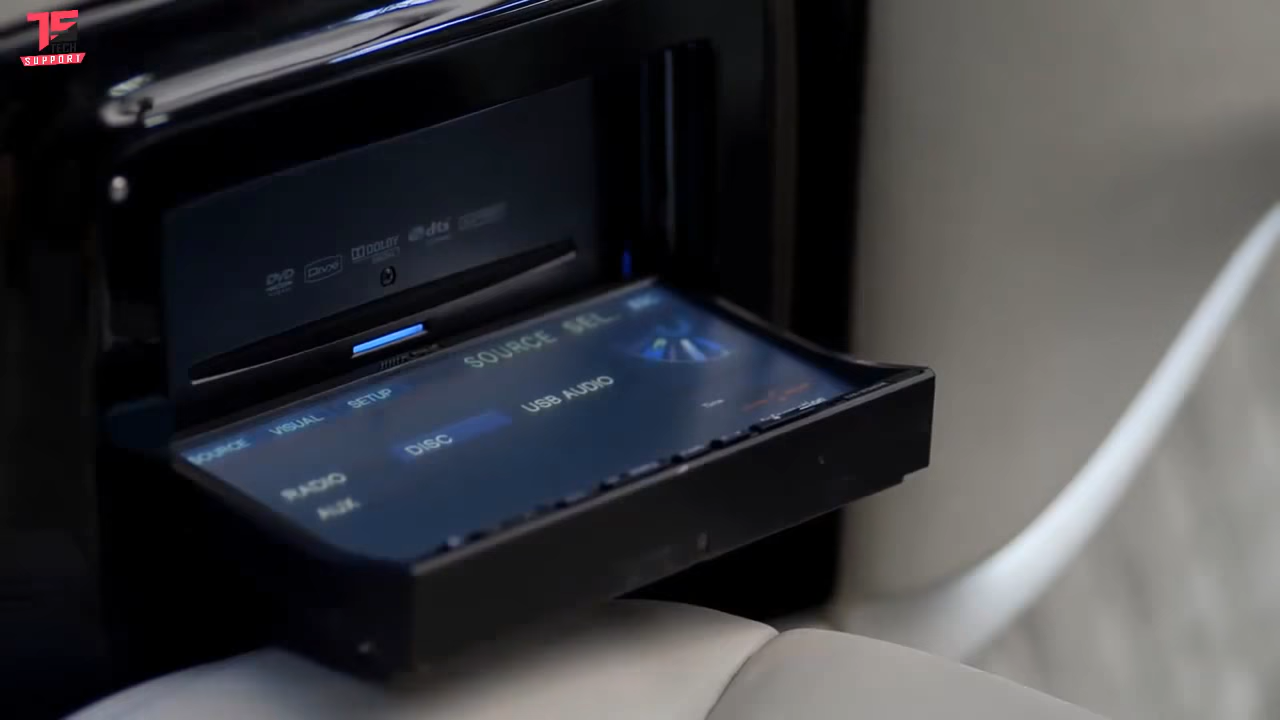 TF
TECH
SUPPORT
DVD
DivX
DOLBY
dts
SOURCE SEL.
SOURCE
VISUAL
SETUP
DISC
USB AUDIO
RADIO
AUX